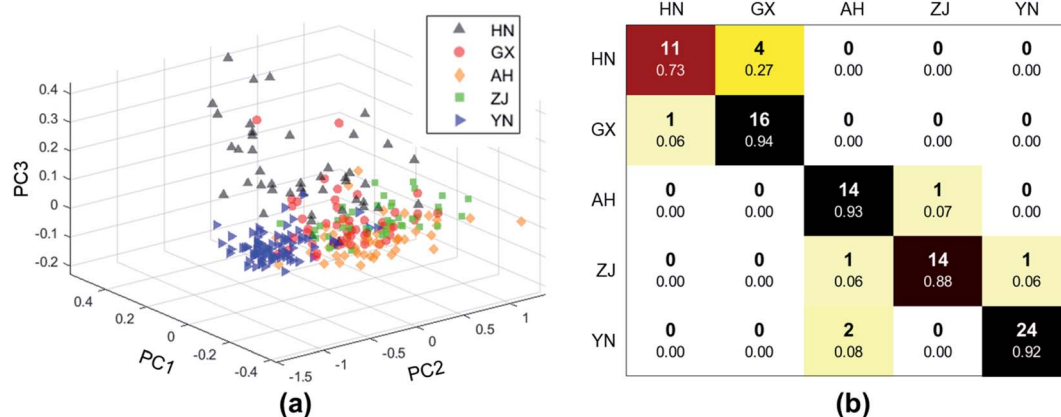 HN
GX
AH
ZJ
YN
0.4
0.3
0.2
0.1
0
-0.1
-0.2
PC3
0.4
0.2
0
-0.2
-0.4
PC1
-1.5
-1
-0.5
0
0.5
1
PC2
(a)
HN GX AH ZJ YN
HN 11 4 0 0 0
0.73 0.27 0.00 0.00 0.00
GX 1 16 0 0 0
0.06 0.94 0.00 0.00 0.00
AH 0 0 14 1 0
0.00 0.00 0.93 0.07 0.00
ZJ 0 0 1 14 1
0.00 0.00 0.06 0.88 0.06
YN 0 0 2 0 24
0.00 0.00 0.08 0.00 0.92
(b)